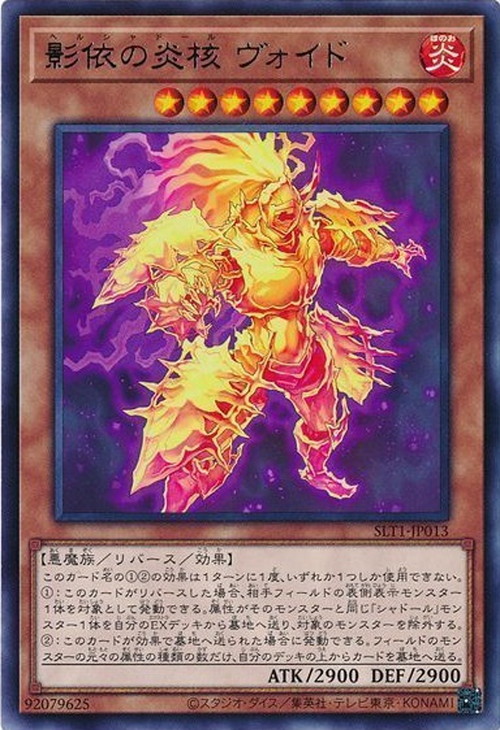 影依の炎核 ヴォイド
炎
SLT1-JP013
【悪魔族/リバース/効果】
このカード名の①②の効果は1ターンに1度、いずれか1つしか使用できない。
①:このカードがリバースした場合、相手フィールドの表側表示モンスター
1体を対象として発動できる。属性がそのモンスターと同じ「シャドール」モン
スター1体を自分のEXデッキから墓地へ送り、対象のモンスターを除外する。
②:このカードが効果で墓地へ送られた場合に発動できる。フィールドのモン
スターの元々の属性の種類の数だけ、自分のデッキの上からカードを墓地へ送る。
ATK/2900 DEF/2900
92079625 ©スタジオ・ダイス/集英社・テレビ東京・KONAMI